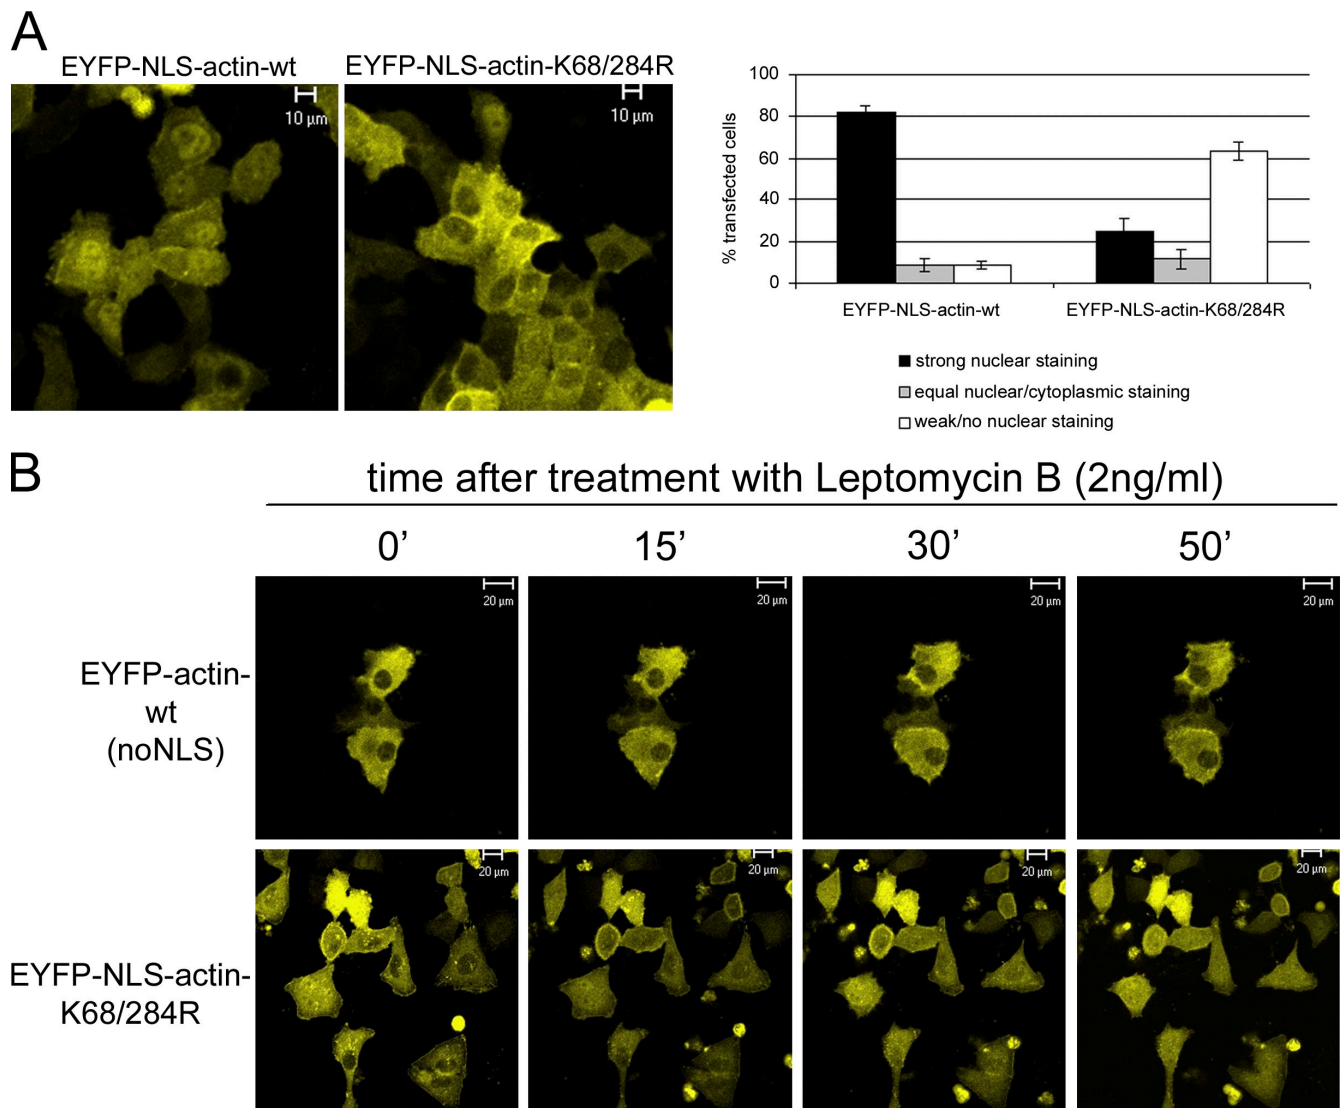 A
EYFP-NLS-actin-wt
EYFP-NLS-actin-K68/284R
10 µm
10 µm
100
80
60
40
20
0
% transfected cells
EYFP-NLS-actin-wt
EYFP-NLS-actin-K68/284R
strong nuclear staining
equal nuclear/cytoplasmic staining
weak/no nuclear staining
B
time after treatment with Leptomycin B (2ng/ml)
0’ 15’ 30’ 50’
EYFP-actin-
wt
(noNLS)
20 µm
20 µm
20 µm
20 µm
EYFP-NLS-actin-
K68/284R
20 µm
20 µm
20 µm
20 µm